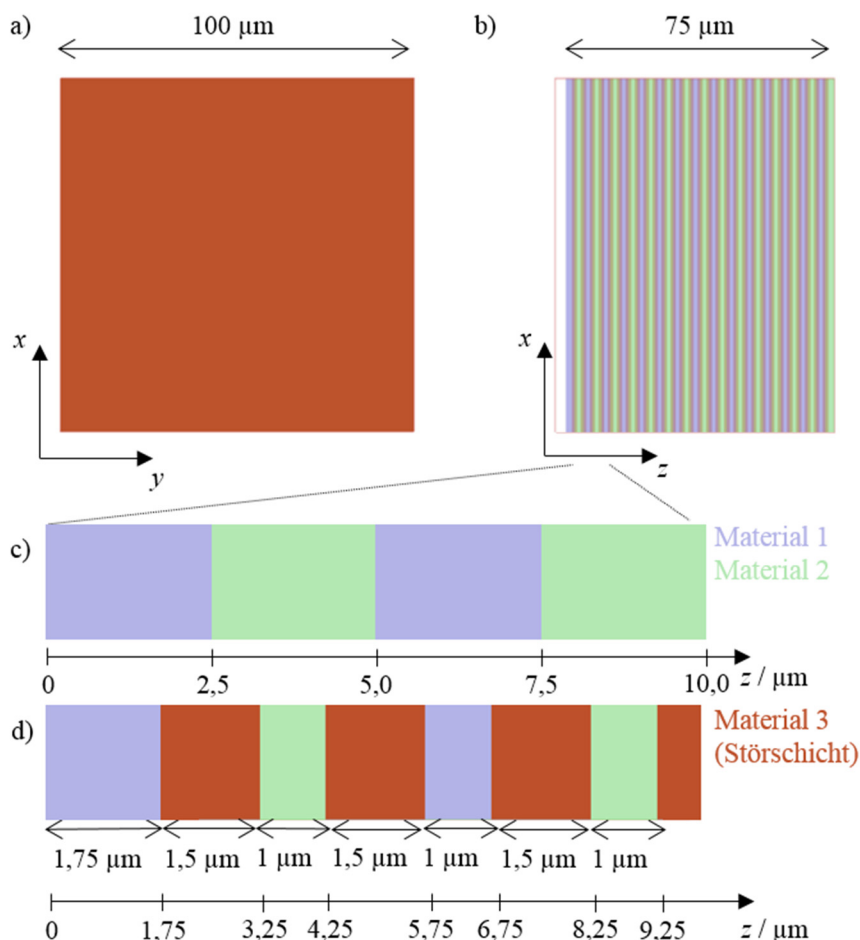 a)
100 µm
b)
75 µm
x
y
x
z
c)
Material 1
Material 2
0
2,5
5,0
7,5
10,0
z / µm
d)
Material 3
(Störschicht)
1,75 µm
1,5 µm
1 µm
1,5 µm
1 µm
1,5 µm
1 µm
0
1,75
3,25
4,25
5,75
6,75
8,25
9,25
z / µm